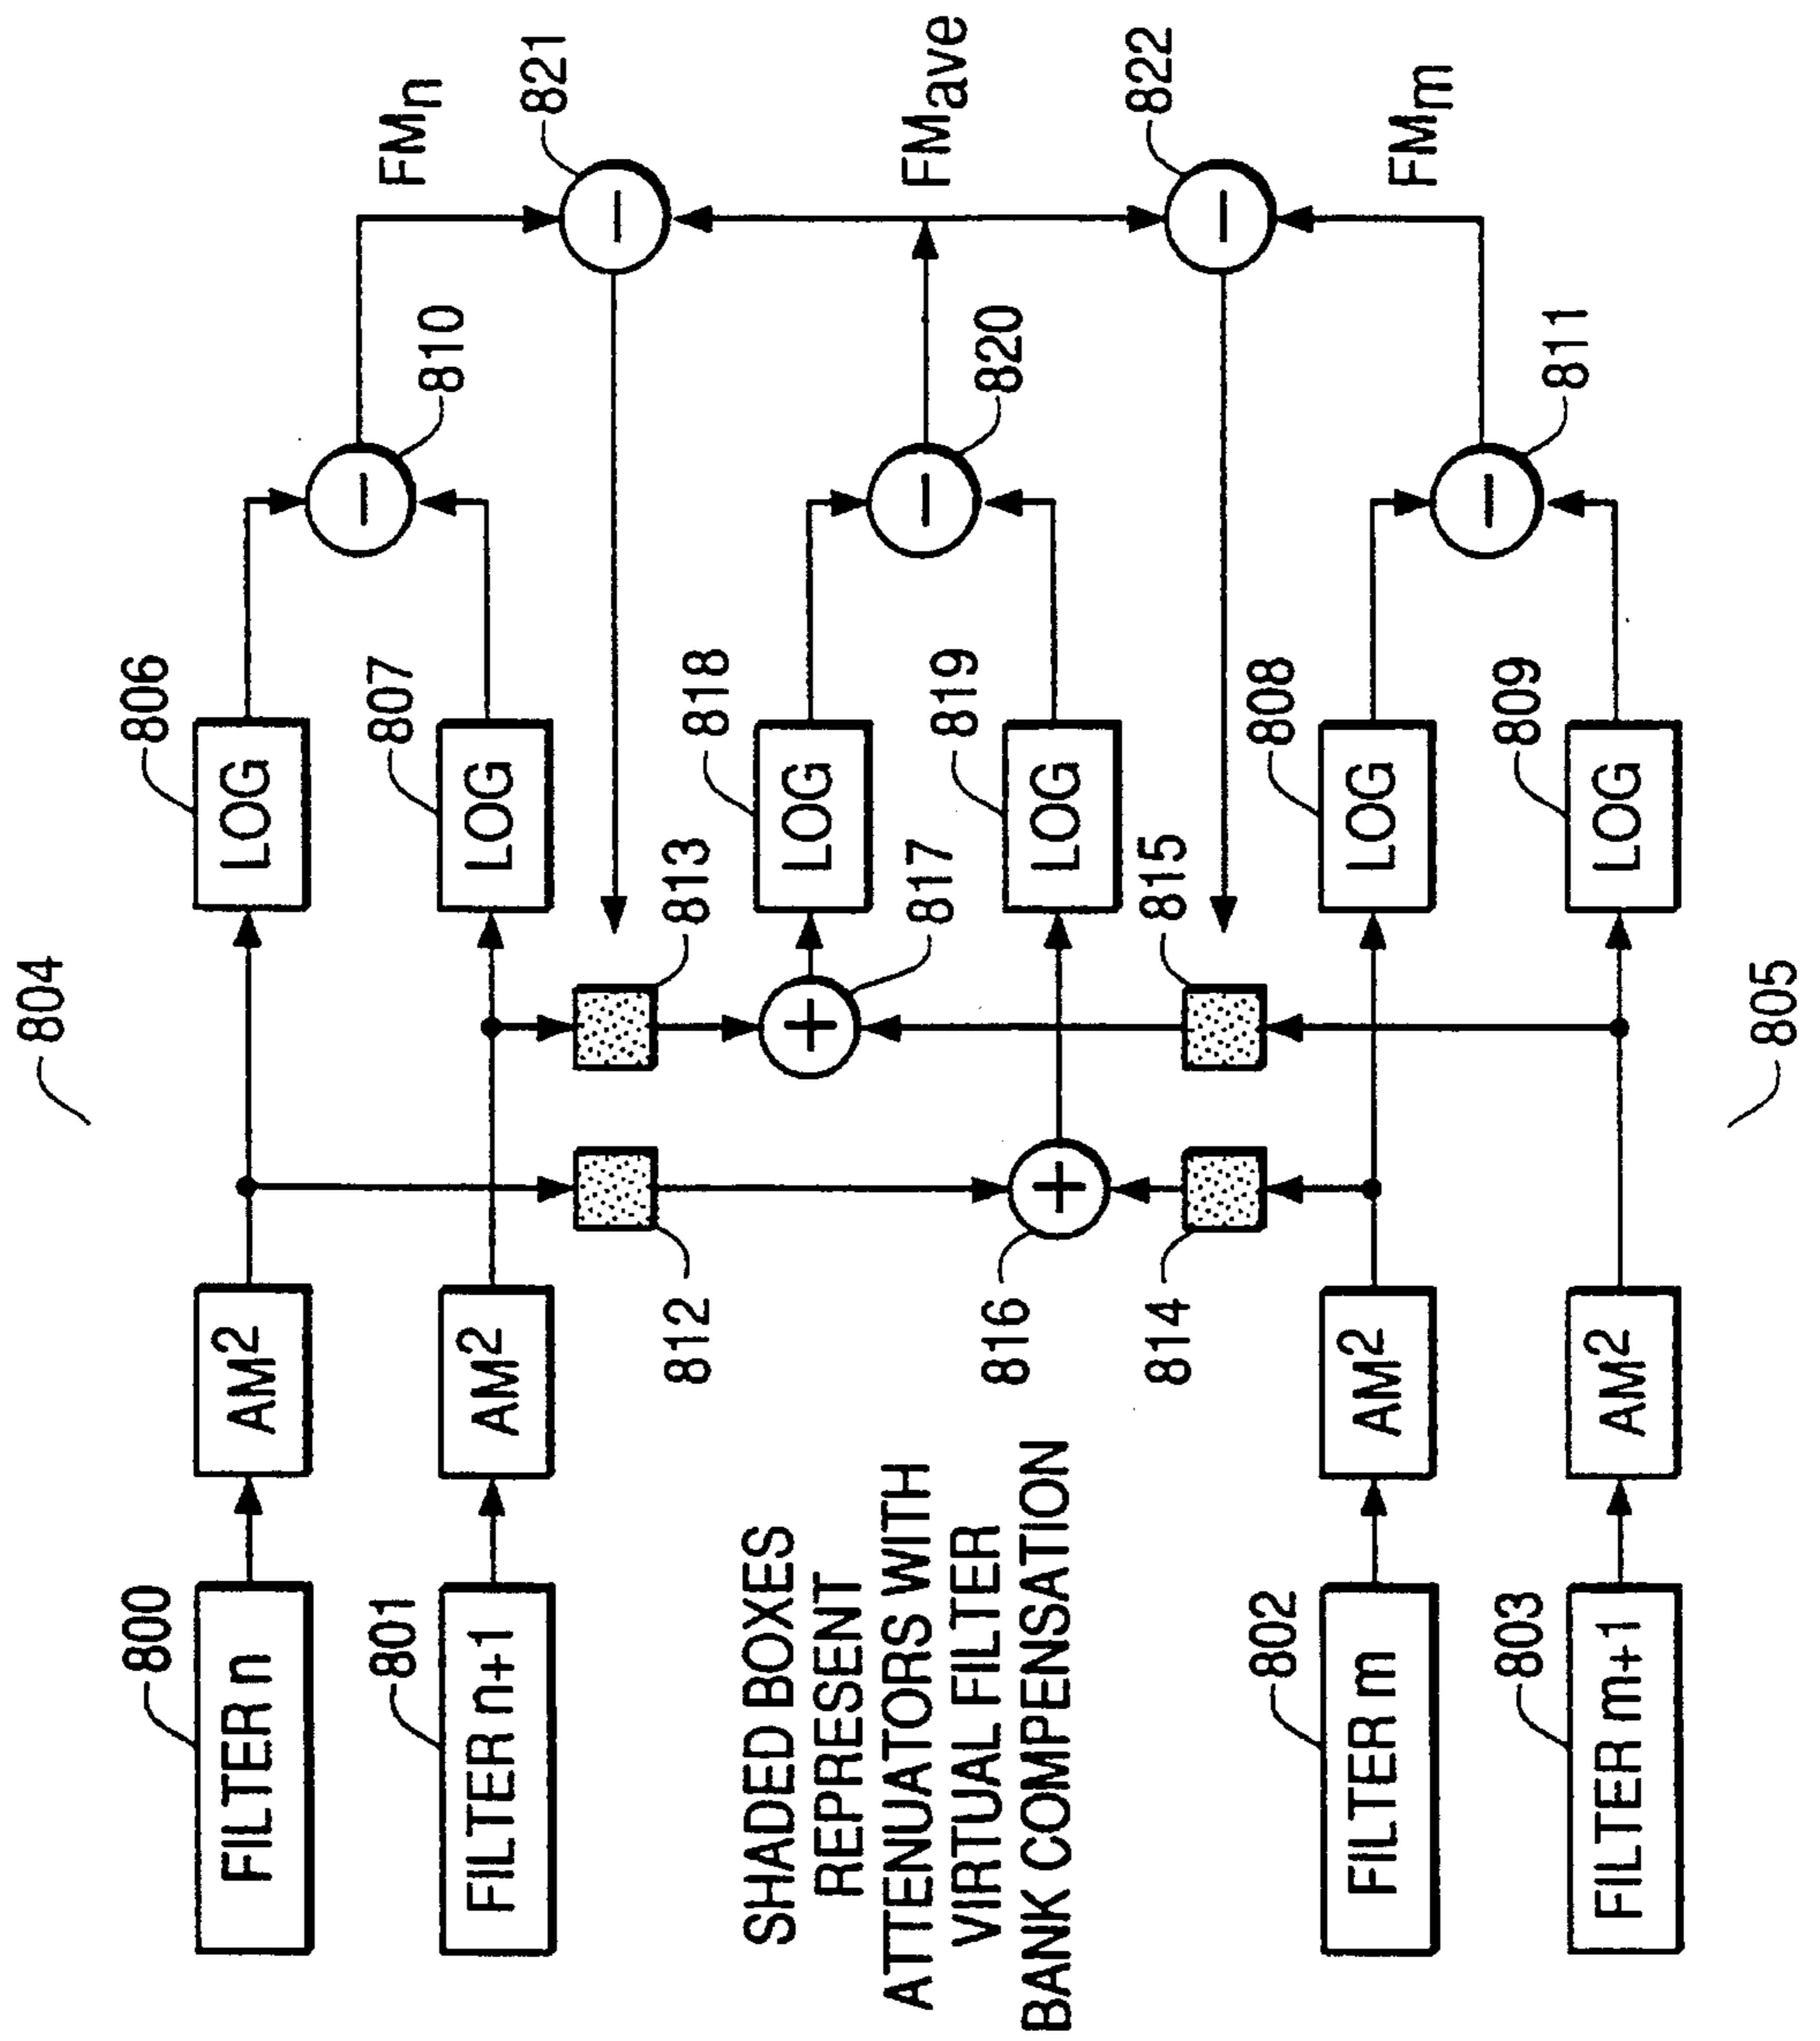 804
800
FILTER n
AM2
806
LOG
810
FMn
801
FILTER n+1
AM2
807
LOG
821
812
813
SHADED BOXES
REPRESENT
ATTENUATORS WITH
VIRTUAL FILTER
BANK COMPENSATION
818
LOG
817
820
FMave
816
819
LOG
814
815
822
802
FILTER m
AM2
808
LOG
811
FMm
803
FILTER m+1
AM2
809
LOG
805